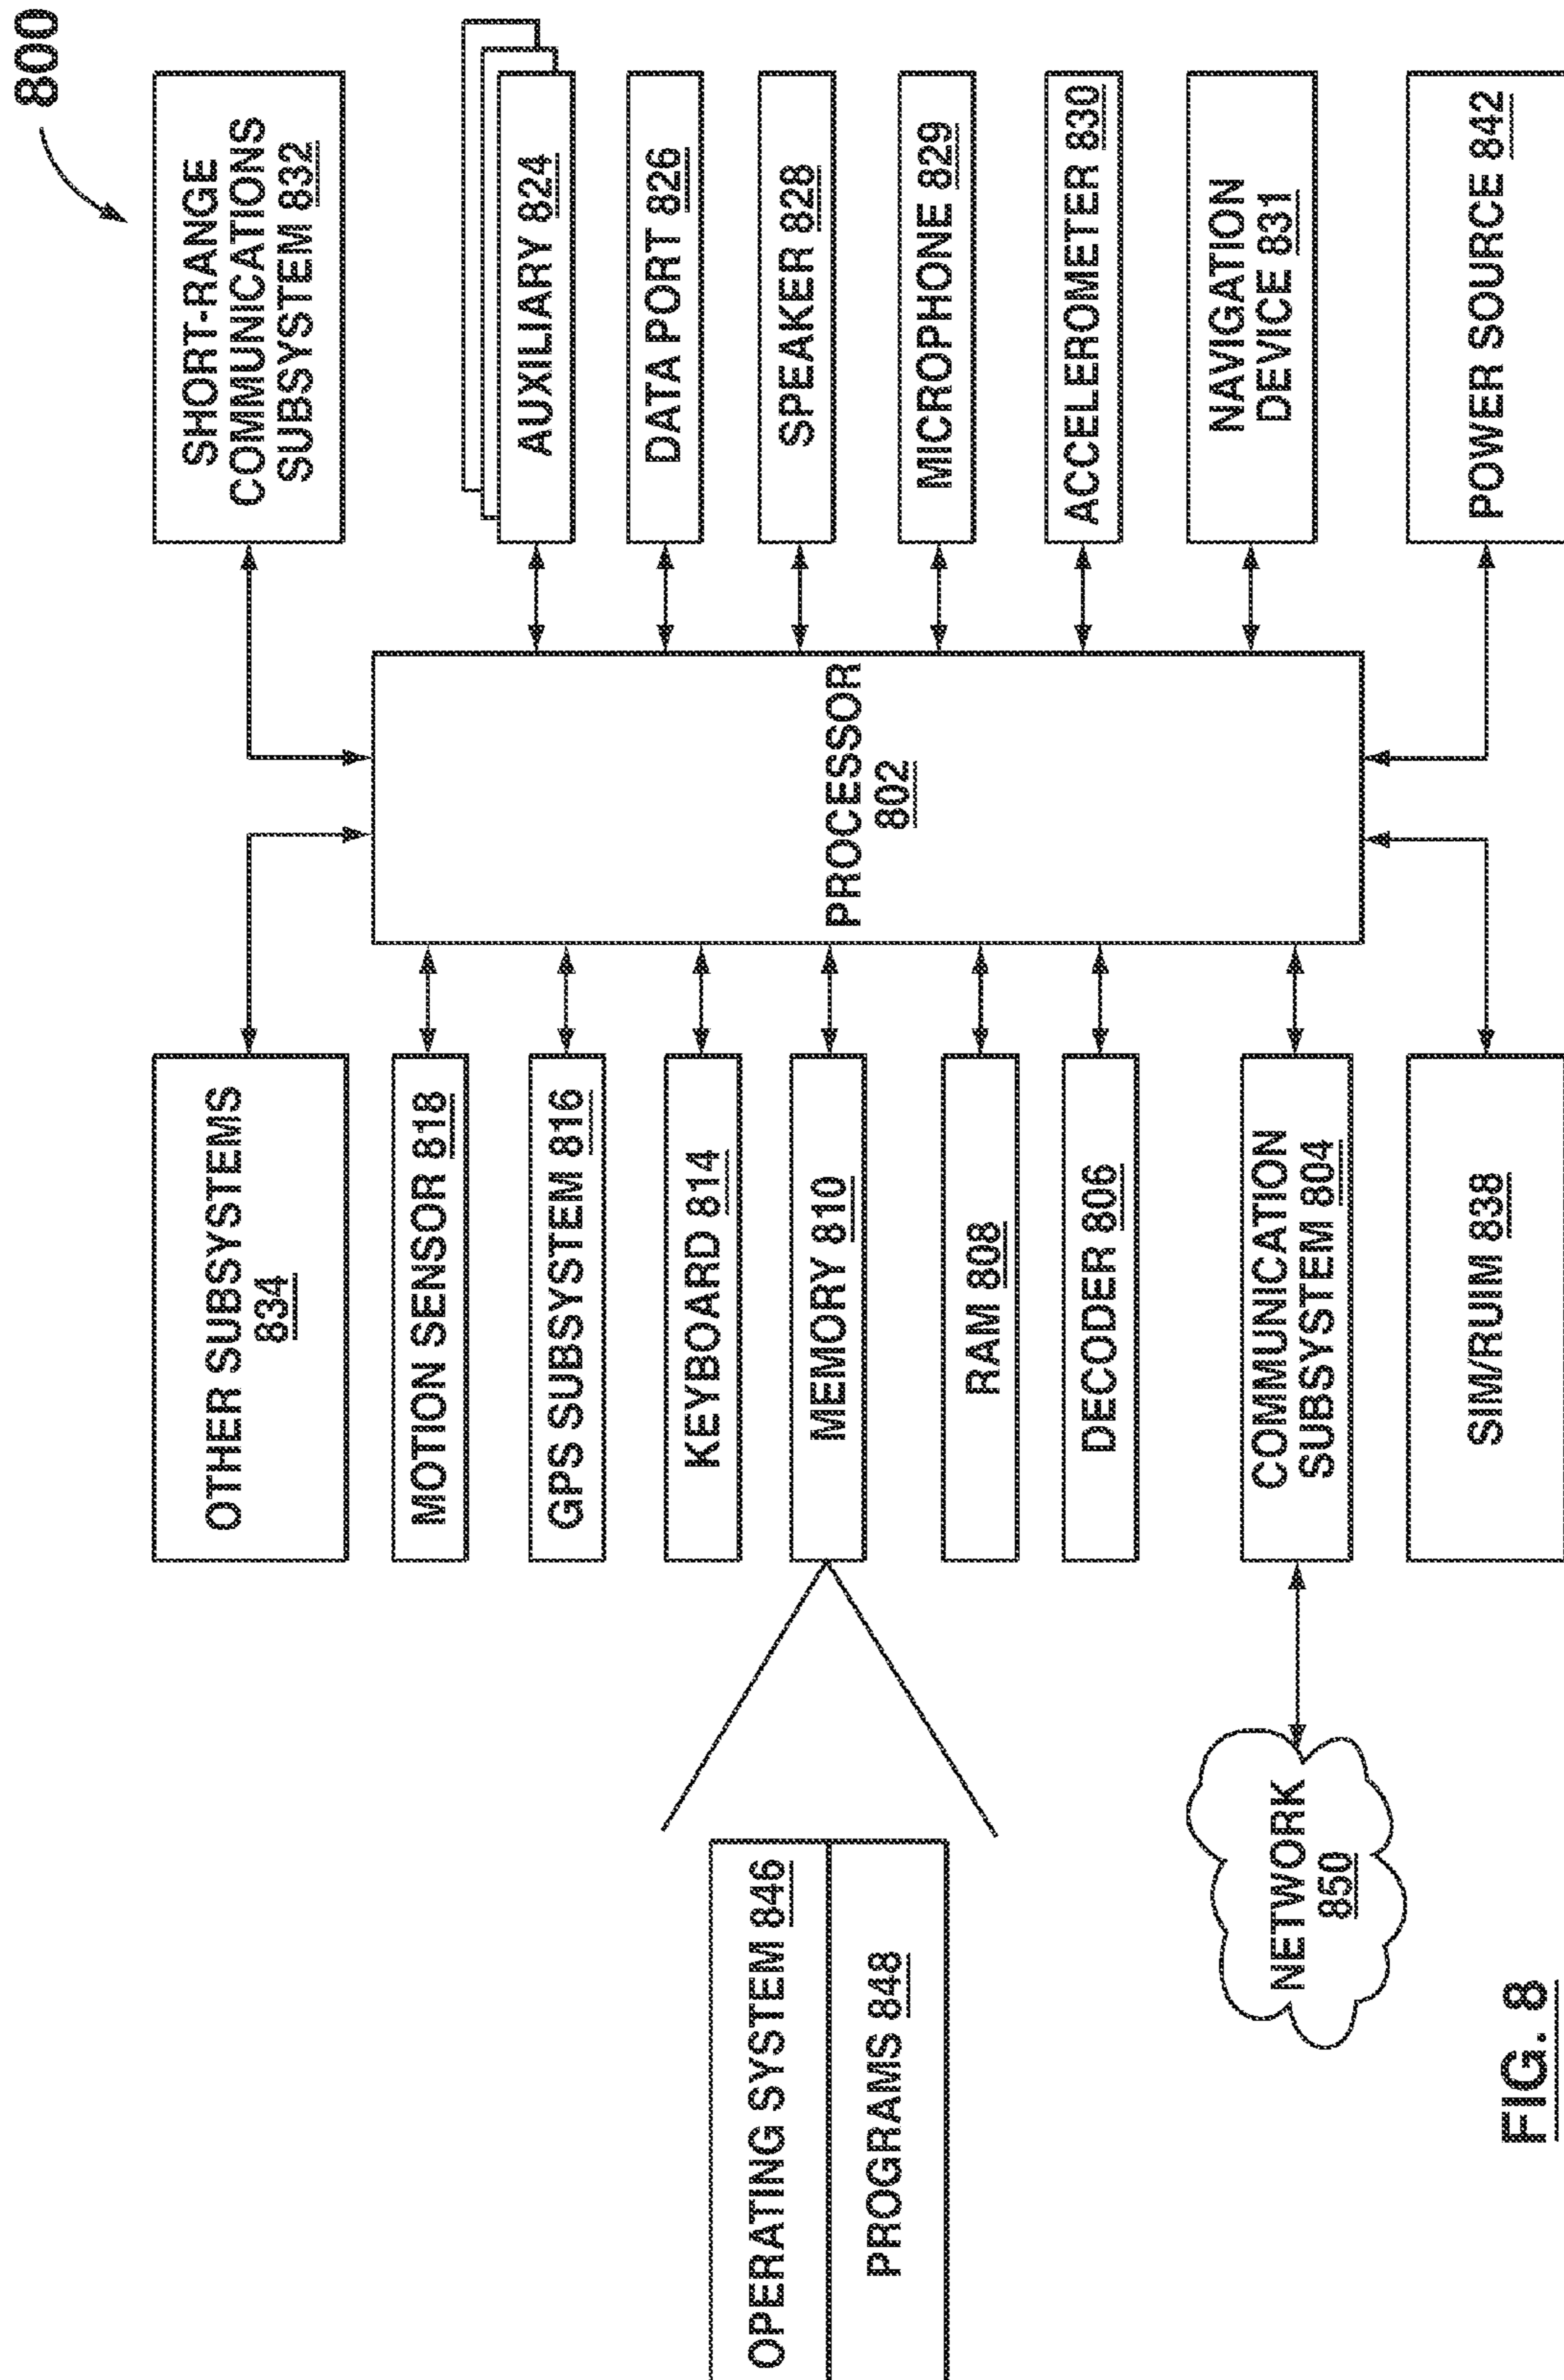 800
SHORT-RANGE
COMMUNICATIONS
SUBSYSTEM 832
AUXILIARY 824
DATA PORT 826
SPEAKER 828
MICROPHONE 829
ACCELEROMETER 830
NAVIGATION
DEVICE 831
POWER SOURCE 842
PROCESSOR
802
OTHER SUBSYSTEMS
834
MOTION SENSOR 818
GPS SUBSYSTEM 816
KEYBOARD 814
MEMORY 810
RAM 808
DECODER 806
COMMUNICATION
SUBSYSTEM 804
SIM/RUIM 838
OPERATING SYSTEM 846
PROGRAMS 848
NETWORK
850
FIG. 8